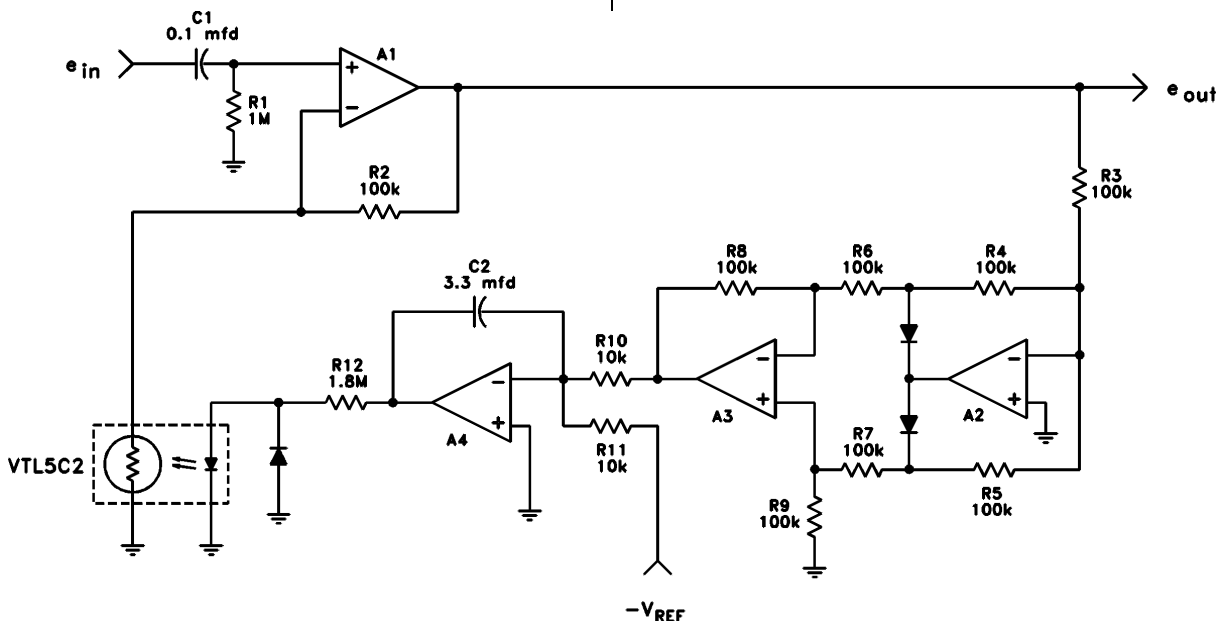 C1
0.1 mfd
e in
A1
+
−
R1
1M
e out
R2
100k
R3
100k
R8
100k
R6
100k
R4
100k
C2
3.3 mfd
R12
1.8M
R10
10k
−
+
A4
−
+
A3
−
+
A2
R11
10k
R7
100k
R5
100k
R9
100k
VTL5C2
-VREF